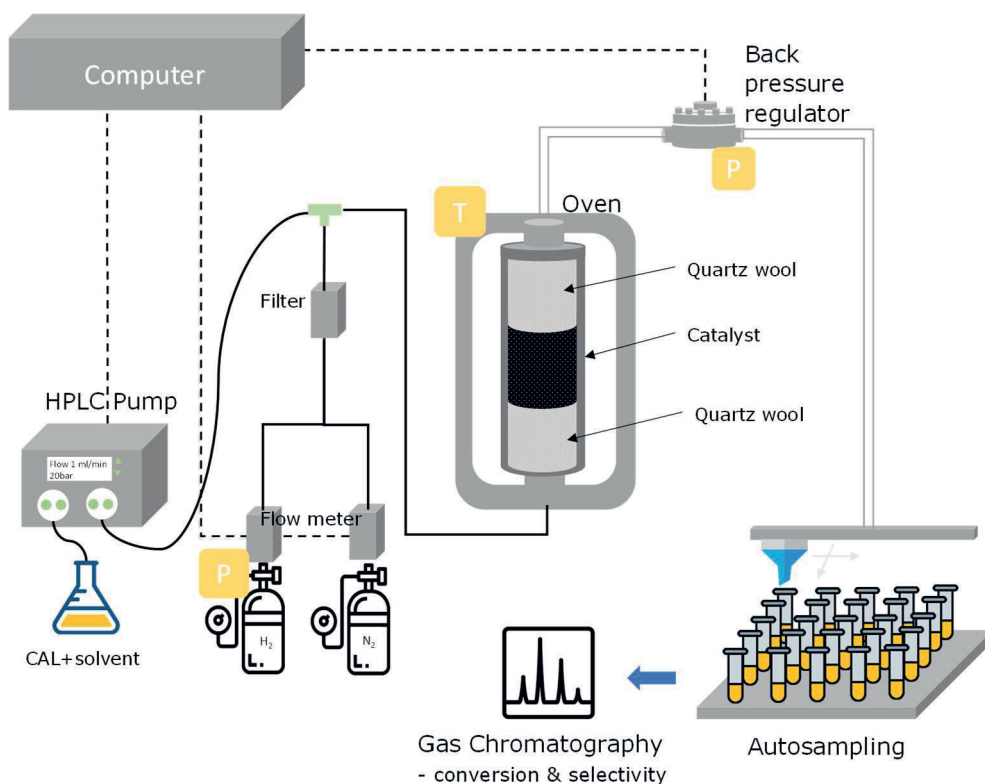 Computer
Back
pressure
regulator
P
T
Oven
Quartz wool
Filter
Catalyst
HPLC Pump
Quartz wool
Flow 1 ml/min
20bar
Flow meter
P
H2
N2
CAL+solvent
Gas Chromatography
- conversion & selectivity
Autosampling